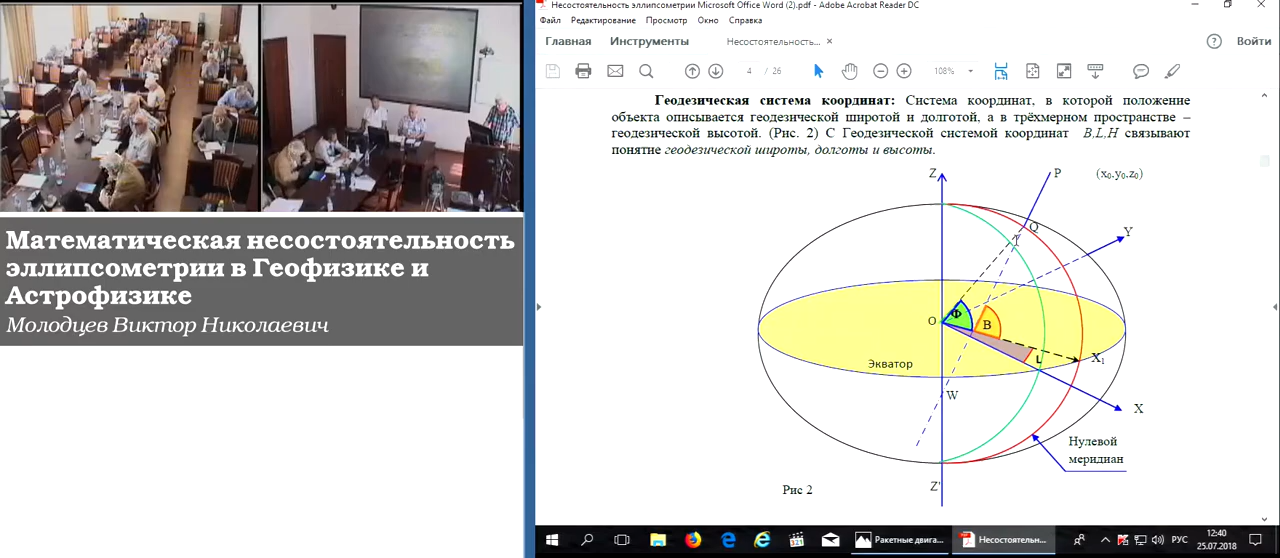 Математическая несостоятельность
эллипсометрии в Геофизике и
Астрофизике
Молодцев Виктор Николаевич
Несостоятельность эллипсометрии Microsoft Office Word (2).pdf - Adobe Acrobat Reader DC
Файл Редактирование Просмотр Окно Справка
Главная Инструменты Несостоятельность... × ? Войти
4 / 26 108%
Геодезическая система координат: Система координат, в которой положение
объекта описывается геодезической широтой и долготой, а в трёхмерном пространстве –
геодезической высотой. (Рис. 2) С Геодезической системой координат B,L,H связывают
понятие геодезической широты, долготы и высоты.
Z P (x₀.y₀.z₀)
Q
Y
O Ф B
Экватор L X₁
W
X
Нулевой
меридиан
Z'
Рис 2
321 Ракетные двига... Несостоятельн... РУС 12:40
25.07.2018